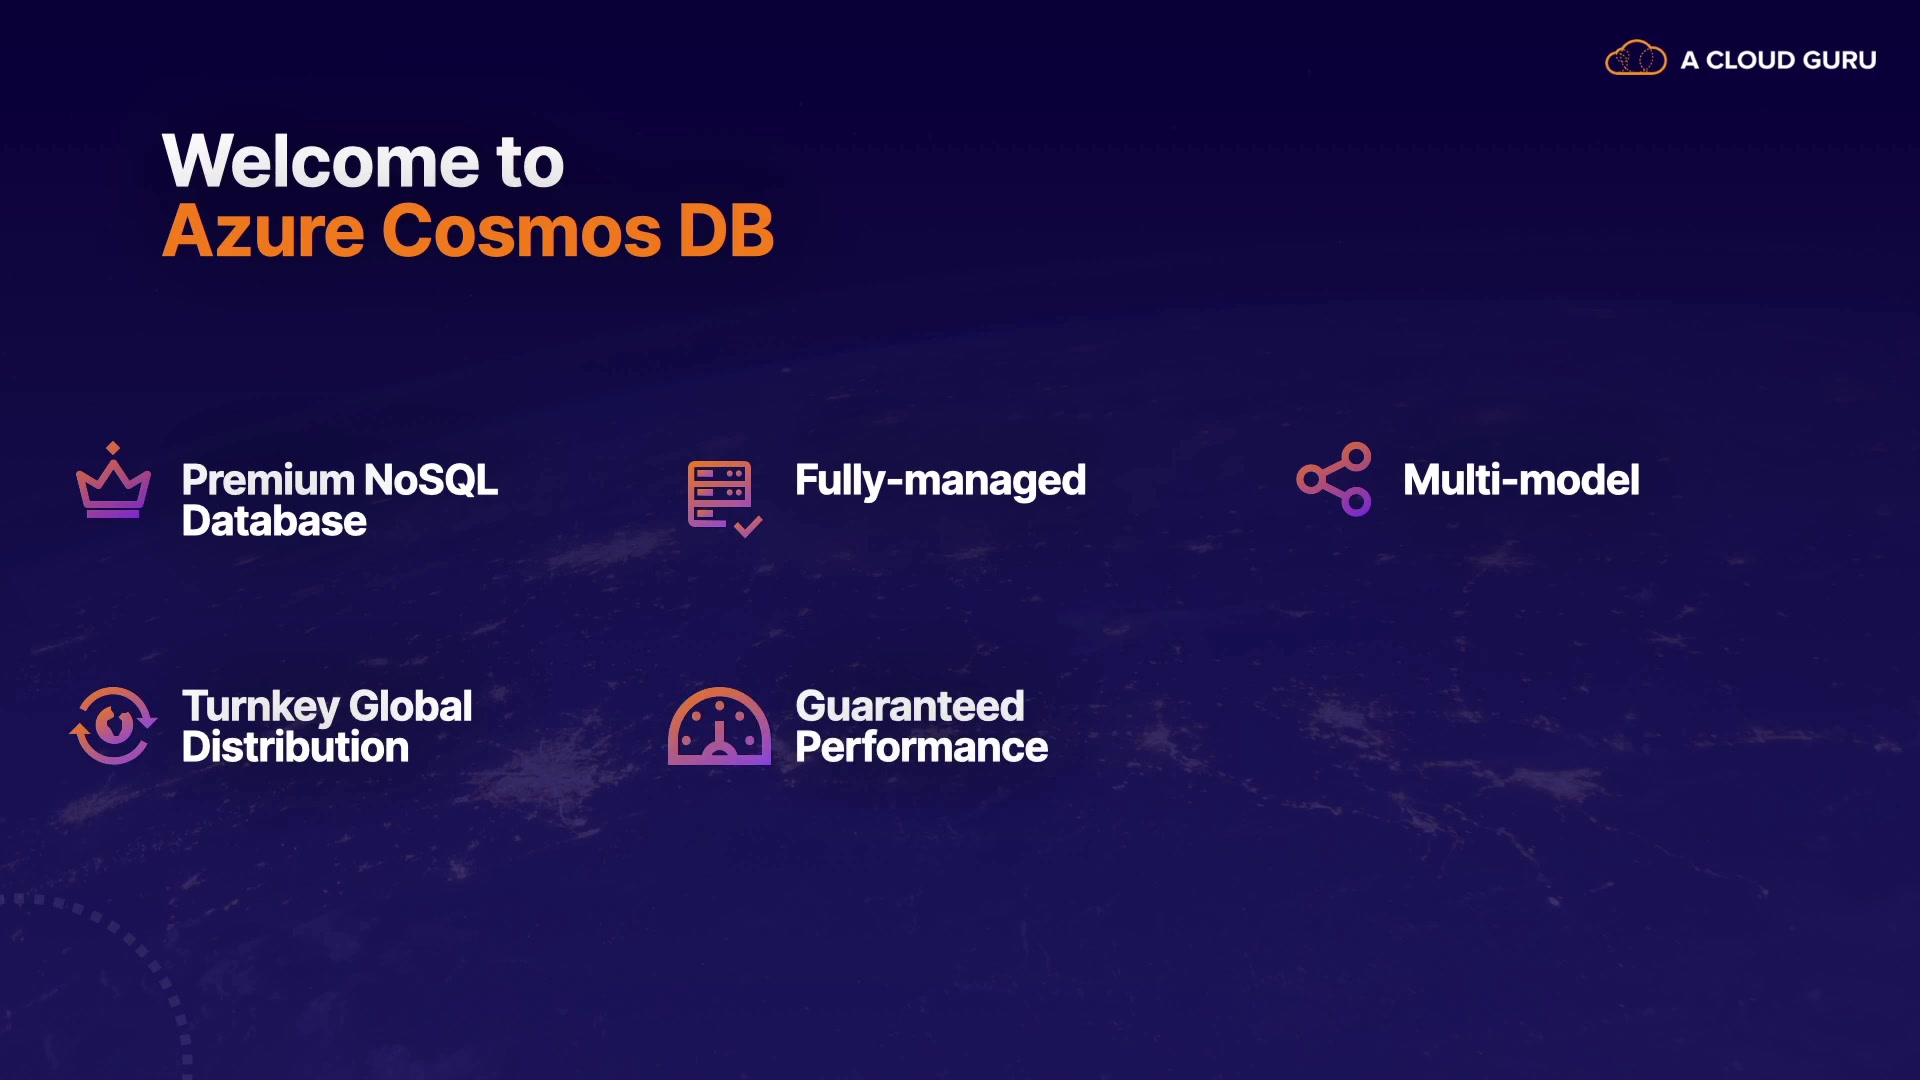 A CLOUD GURU
Welcome to
Azure Cosmos DB
Premium NoSQL
Database
Fully-managed
Multi-model
Turnkey Global
Distribution
Guaranteed
Performance